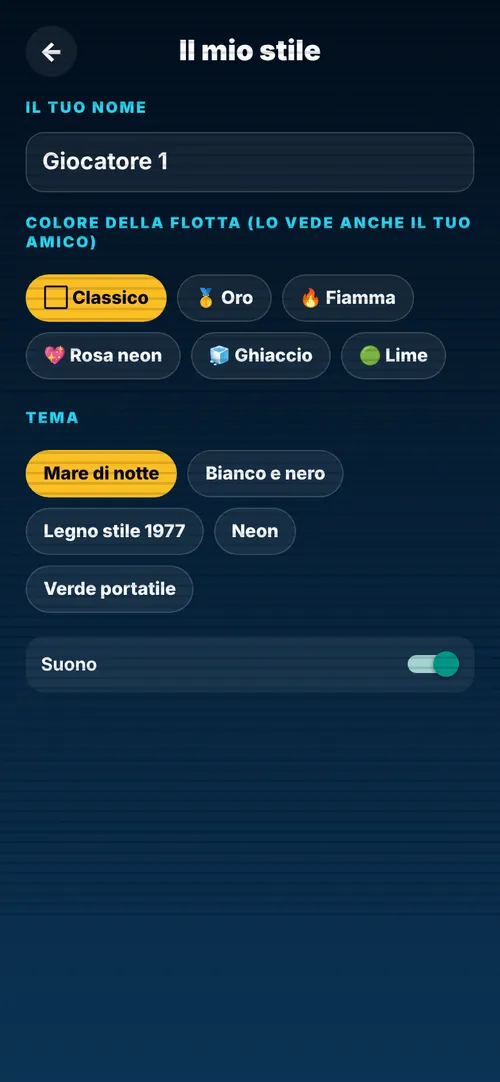 Il mio stile
IL TUO NOME
Giocatore 1
COLORE DELLA FLOTTA (LO VEDE ANCHE IL TUO
AMICO)
Classico
Oro
Fiamma
Rosa neon
Ghiaccio
Lime
TEMA
Mare di notte
Bianco e nero
Legno stile 1977
Neon
Verde portatile
Suono